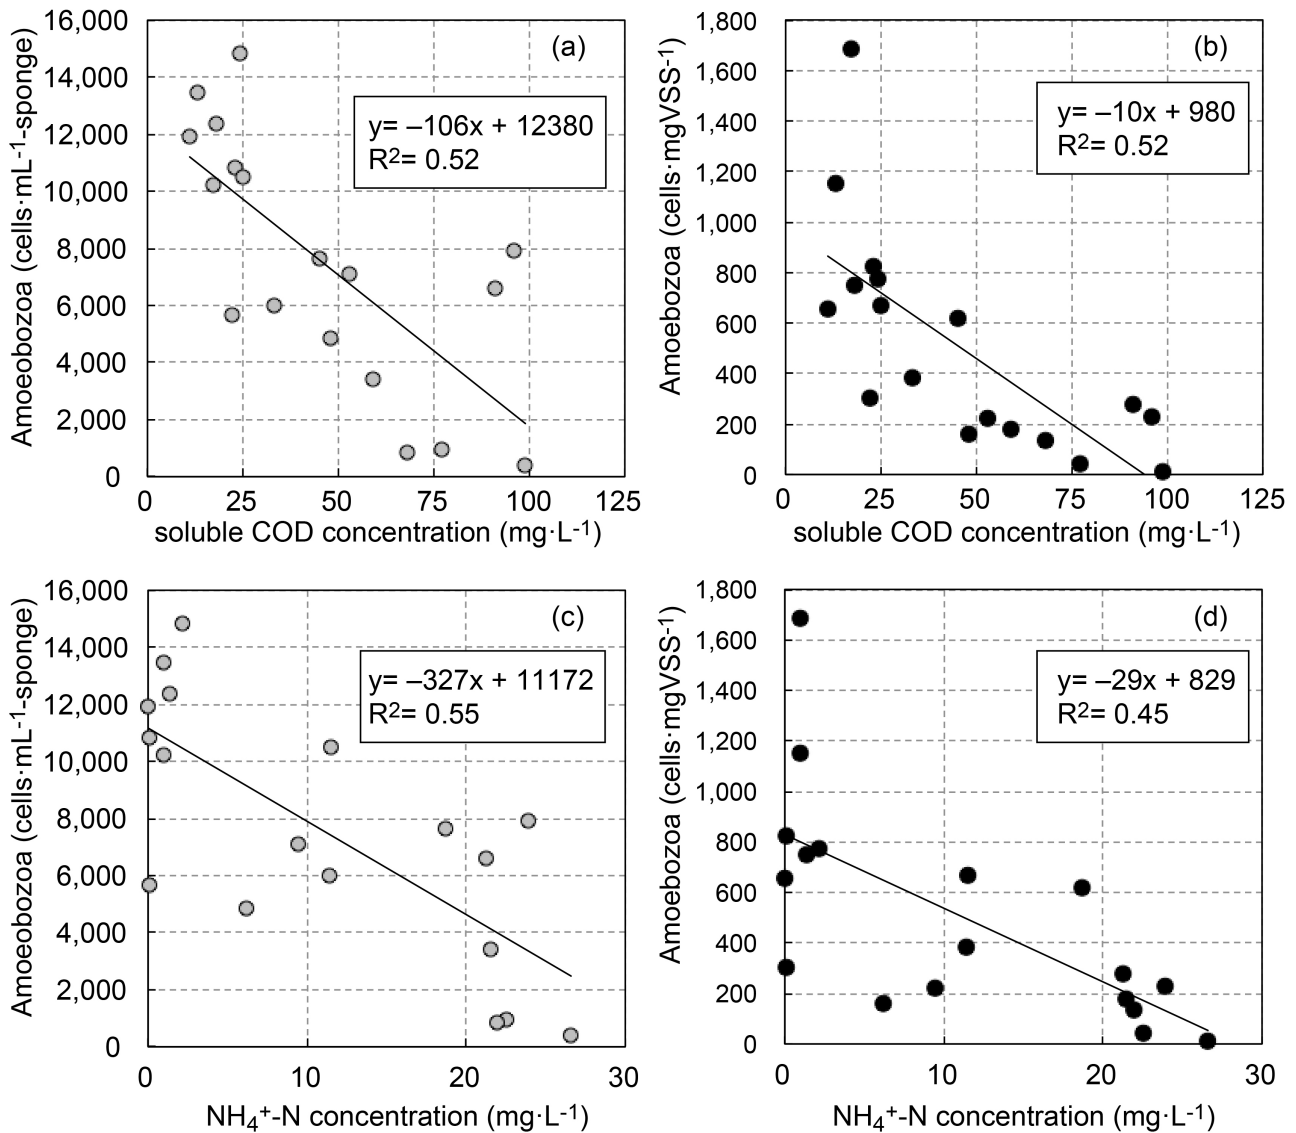 (a)
Amoeobozoa (cells·mL⁻¹-sponge)
16,000
14,000
12,000
10,000
8,000
6,000
4,000
2,000
0
y= –106x + 12380
R²= 0.52
0 25 50 75 100 125
soluble COD concentration (mg·L⁻¹)
(b)
Amoebozoa (cells·mgVSS⁻¹)
1,800
1,600
1,400
1,200
1,000
800
600
400
200
0
y= –10x + 980
R²= 0.52
0 25 50 75 100 125
soluble COD concentration (mg·L⁻¹)
(c)
Amoeobozoa (cells·mL⁻¹-sponge)
16,000
14,000
12,000
10,000
8,000
6,000
4,000
2,000
0
y= –327x + 11172
R²= 0.55
0 10 20 30
NH₄⁺-N concentration (mg·L⁻¹)
(d)
Amoebozoa (cells·mgVSS⁻¹)
1,800
1,600
1,400
1,200
1,000
800
600
400
200
0
y= –29x + 829
R²= 0.45
0 10 20 30
NH₄⁺-N concentration (mg·L⁻¹)